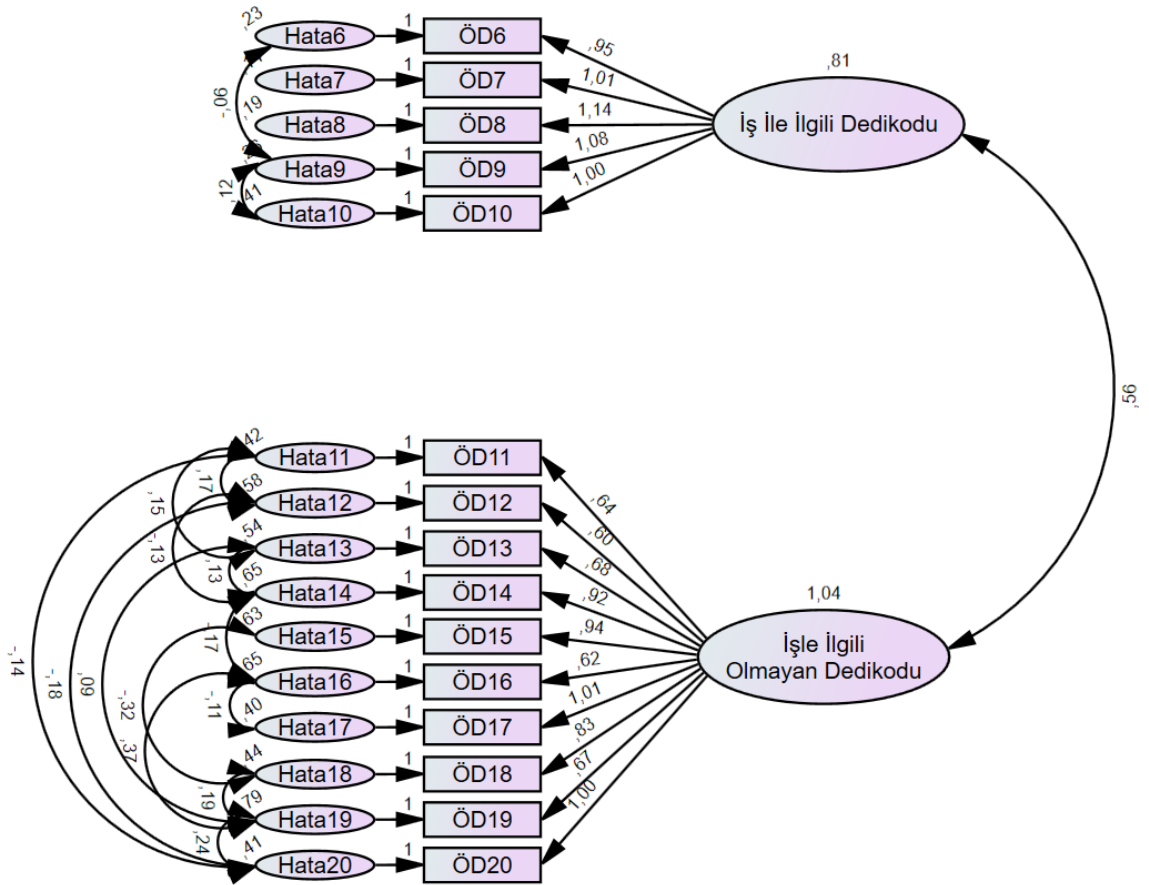 ,23
Hata6
1
ÖD6
,95
,81
Hata7
1
ÖD7
1,01
-,06
,19
Hata8
1
ÖD8
1,14
İş İle İlgili Dedikodu
Hata9
1
ÖD9
1,08
,12
,41
Hata10
1
ÖD10
1,00
,56
,42
Hata11
1
ÖD11
,64
,17
,58
Hata12
1
ÖD12
,60
,15
,54
Hata13
1
ÖD13
,68
-,13
,13
,65
Hata14
1
ÖD14
,92
1,04
,63
Hata15
1
ÖD15
,94
İşle İlgili
Olmayan Dedikodu
-,17
,65
Hata16
1
ÖD16
,62
-,14
-,18
,09
-,32
-,11
,40
Hata17
1
ÖD17
1,01
,37
,44
Hata18
1
ÖD18
,83
,19
,79
Hata19
1
ÖD19
,67
,24
,41
Hata20
1
ÖD20
1,00